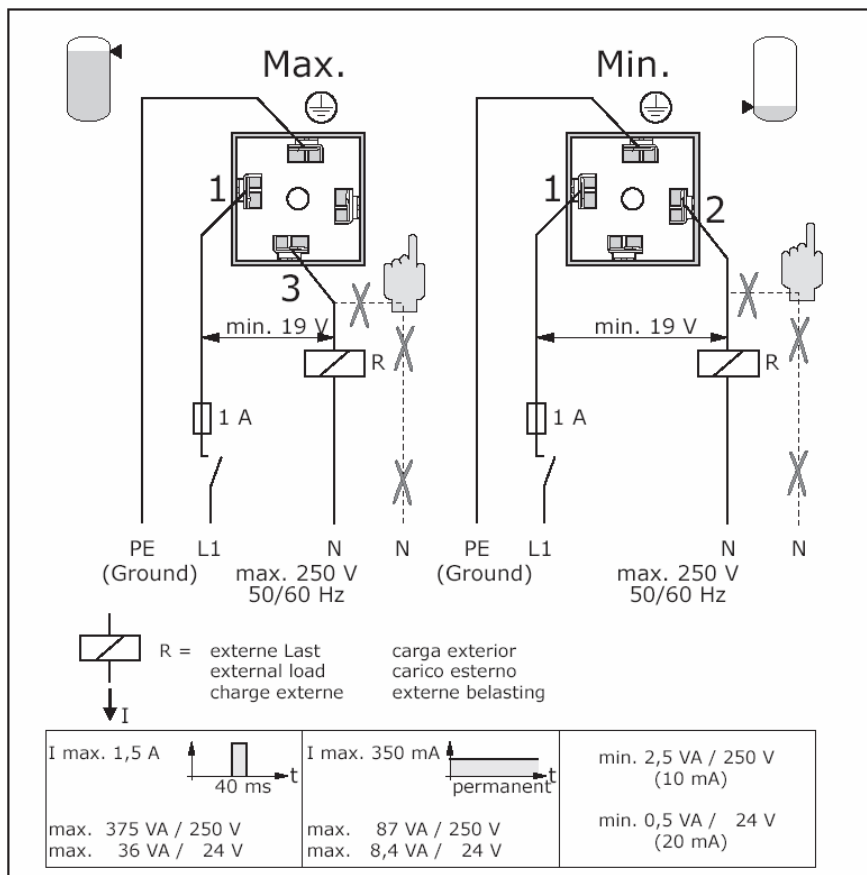 Max.
Min.
1
3
1
2
min. 19 V
min. 19 V
R
R
1 A
1 A
PE
(Ground)
L1
N
N
max. 250 V
50/60 Hz
PE
(Ground)
L1
N
N
max. 250 V
50/60 Hz
R = externe Last carga exterior
external load carico esterno
charge externe externe belasting
I
I max. 1,5 A
t
40 ms
max. 375 VA / 250 V
max. 36 VA / 24 V
I max. 350 mA
t
permanent
max. 87 VA / 250 V
max. 8,4 VA / 24 V
min. 2,5 VA / 250 V
(10 mA)
min. 0,5 VA / 24 V
(20 mA)